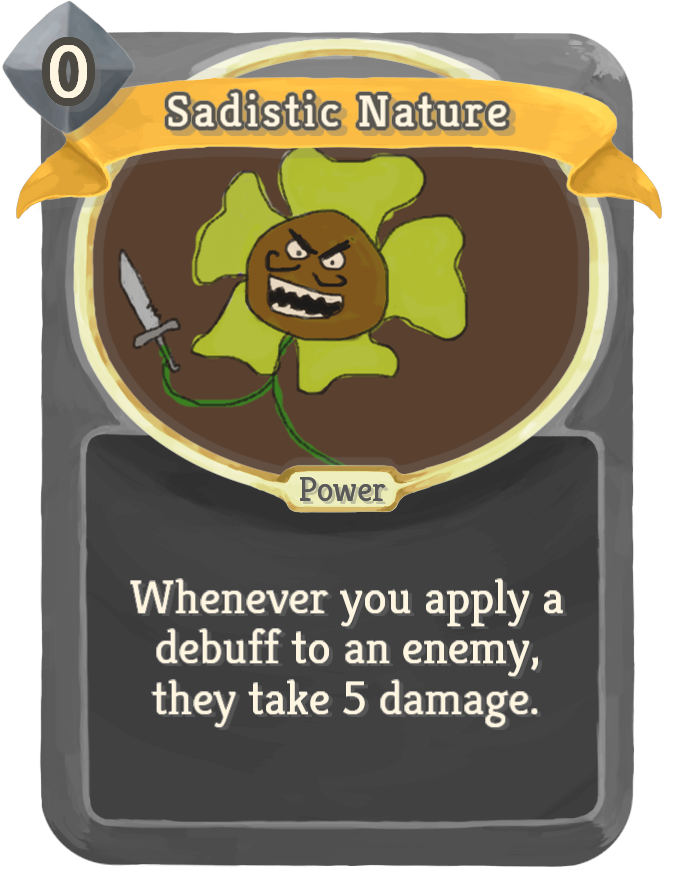 0
Sadistic Nature
Power
Whenever you apply a
debuff to an enemy,
they take 5 damage.